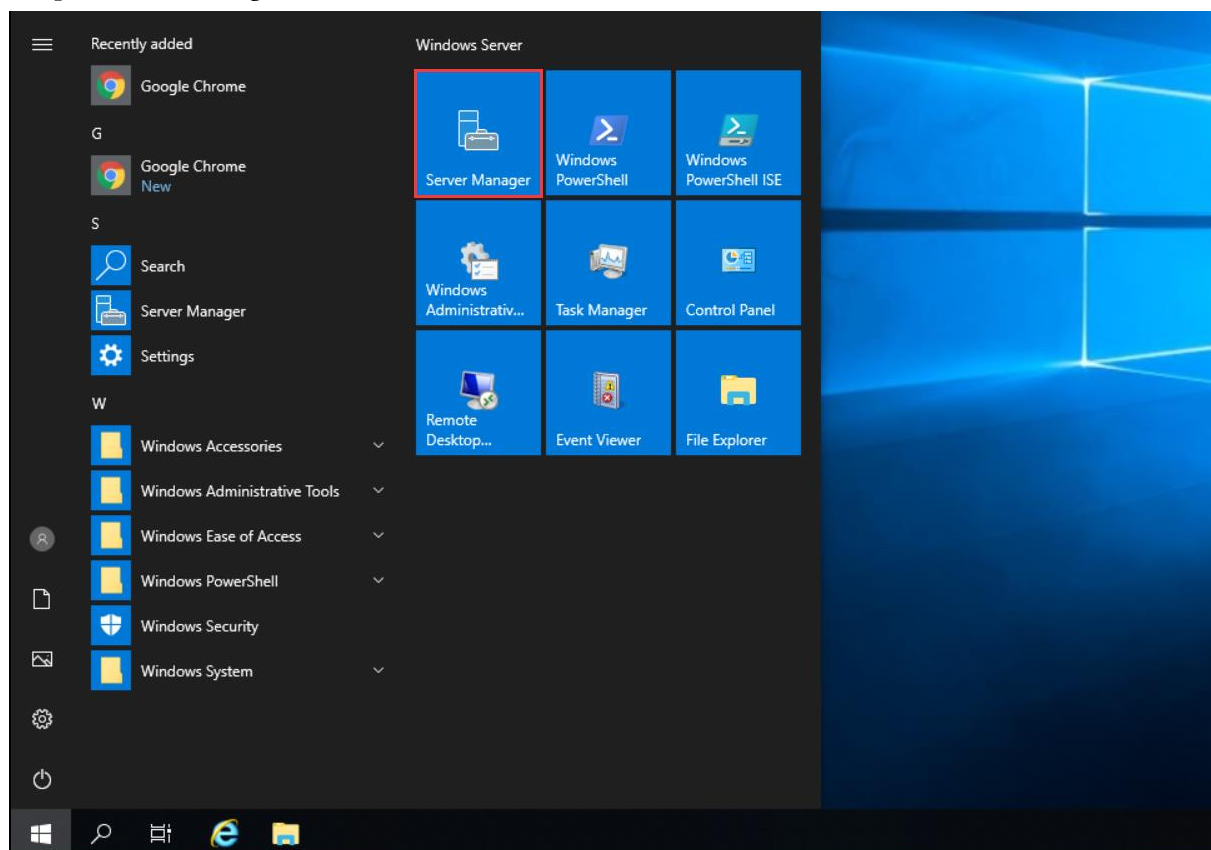 Recently added
Google Chrome
G
Google Chrome
New
S
Search
Server Manager
Settings
W
Windows Accessories
Windows Administrative Tools
Windows Ease of Access
Windows PowerShell
Windows Security
Windows System
Windows Server
Server Manager
Windows
PowerShell
Windows
PowerShell ISE
Windows
Administrativ...
Task Manager
Control Panel
Remote
Desktop...
Event Viewer
File Explorer